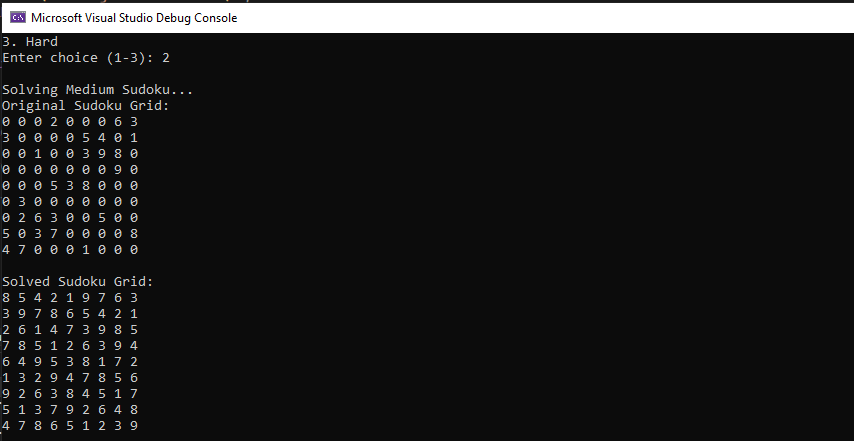 Microsoft Visual Studio Debug Console
3. Hard
Enter choice (1-3): 2
Solving Medium Sudoku...
Original Sudoku Grid:
0 0 0 2 0 0 0 6 3
3 0 0 0 0 5 4 0 1
0 0 1 0 0 3 9 8 0
0 0 0 0 0 0 0 9 0
0 0 0 5 3 8 0 0 0
0 3 0 0 0 0 0 0 0
0 2 6 3 0 0 5 0 0
5 0 3 7 0 0 0 0 8
4 7 0 0 0 1 0 0 0
Solved Sudoku Grid:
8 5 4 2 1 9 7 6 3
3 9 7 8 6 5 4 2 1
2 6 1 4 7 3 9 8 5
7 8 5 1 2 6 3 9 4
6 4 9 5 3 8 1 7 2
1 3 2 9 4 7 8 5 6
9 2 6 3 8 4 5 1 7
5 1 3 7 9 2 6 4 8
4 7 8 6 5 1 2 3 9